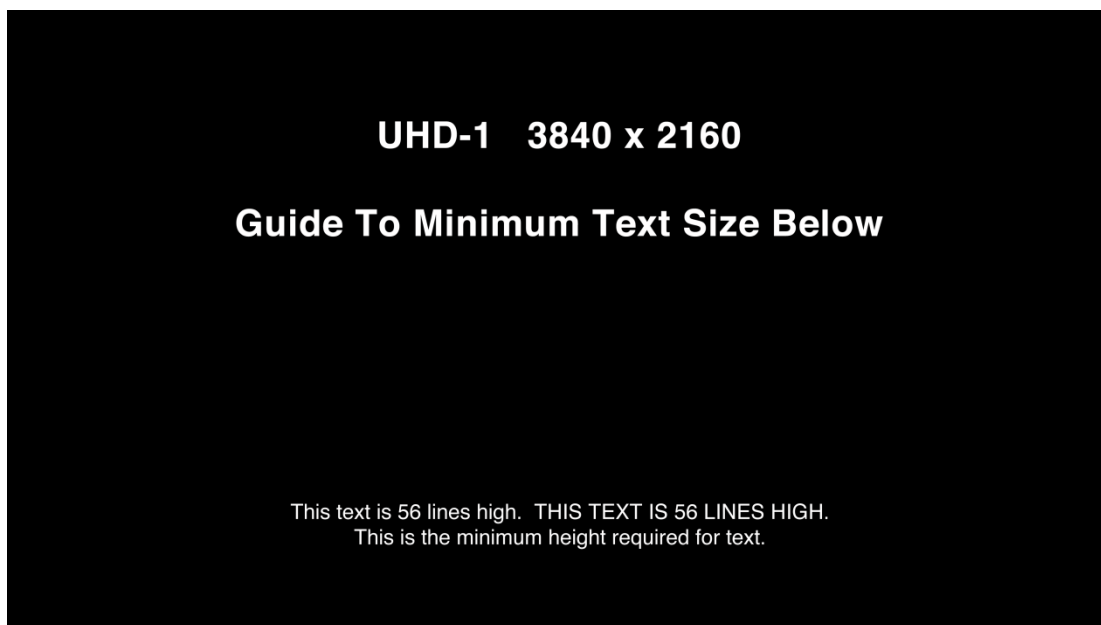 UHD-1   3840 x 2160
Guide To Minimum Text Size Below
This text is 56 lines high.  THIS TEXT IS 56 LINES HIGH.
This is the minimum height required for text.